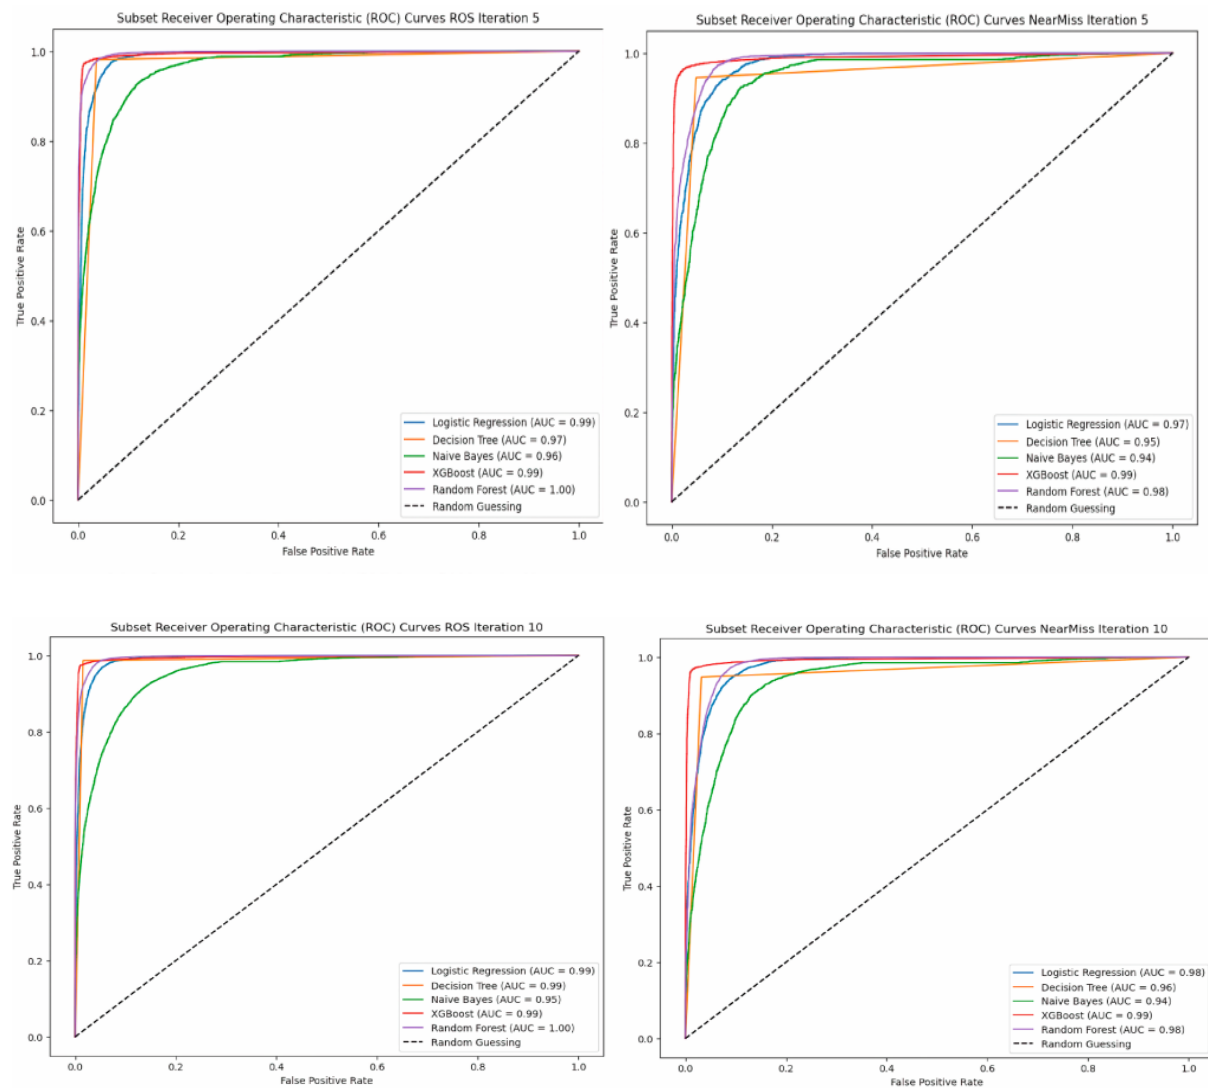 Subset Receiver Operating Characteristic (ROC) Curves ROS Iteration 5
1.0
0.8
0.6
0.4
0.2
0.0
True Positive Rate
Logistic Regression (AUC = 0.99)
Decision Tree (AUC = 0.97)
Naive Bayes (AUC = 0.96)
XGBoost (AUC = 0.99)
Random Forest (AUC = 1.00)
Random Guessing
0.0 0.2 0.4 0.6 0.8 1.0
False Positive Rate
Subset Receiver Operating Characteristic (ROC) Curves NearMiss Iteration 5
1.0
0.8
0.6
0.4
0.2
0.0
True Positive Rate
Logistic Regression (AUC = 0.97)
Decision Tree (AUC = 0.95)
Naive Bayes (AUC = 0.94)
XGBoost (AUC = 0.99)
Random Forest (AUC = 0.98)
Random Guessing
0.0 0.2 0.4 0.6 0.8 1.0
False Positive Rate
Subset Receiver Operating Characteristic (ROC) Curves ROS Iteration 10
1.0
0.8
0.6
0.4
0.2
0.0
True Positive Rate
Logistic Regression (AUC = 0.99)
Decision Tree (AUC = 0.99)
Naive Bayes (AUC = 0.95)
XGBoost (AUC = 0.99)
Random Forest (AUC = 1.00)
Random Guessing
0.0 0.2 0.4 0.6 0.8 1.0
False Positive Rate
Subset Receiver Operating Characteristic (ROC) Curves NearMiss Iteration 10
1.0
0.8
0.6
0.4
0.2
0.0
True Positive Rate
Logistic Regression (AUC = 0.98)
Decision Tree (AUC = 0.96)
Naive Bayes (AUC = 0.94)
XGBoost (AUC = 0.99)
Random Forest (AUC = 0.98)
Random Guessing
0.0 0.2 0.4 0.6 0.8 1.0
False Positive Rate